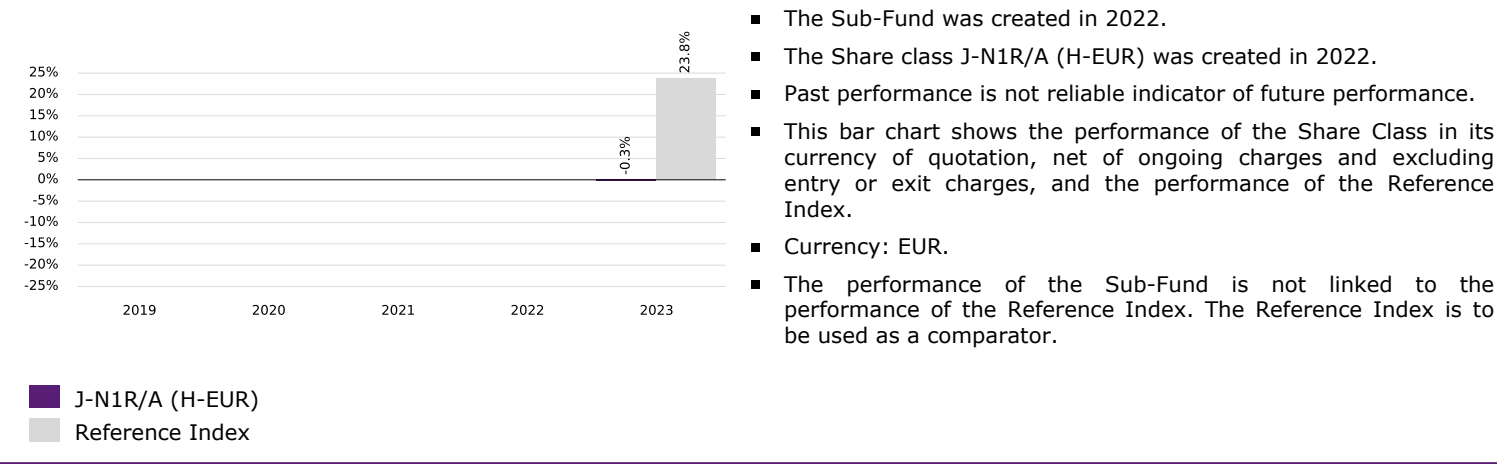 23.8%
-0.3%
25%
20%
15%
10%
5%
0%
-5%
-10%
-15%
-20%
-25%
2019 2020 2021 2022 2023
J-N1R/A (H-EUR)
Reference Index
▪ The Sub-Fund was created in 2022.
▪ The Share class J-N1R/A (H-EUR) was created in 2022.
▪ Past performance is not reliable indicator of future performance.
▪ This bar chart shows the performance of the Share Class in its
currency of quotation, net of ongoing charges and excluding
entry or exit charges, and the performance of the Reference
Index.
▪ Currency: EUR.
▪ The performance of the Sub-Fund is not linked to the
performance of the Reference Index. The Reference Index is to
be used as a comparator.